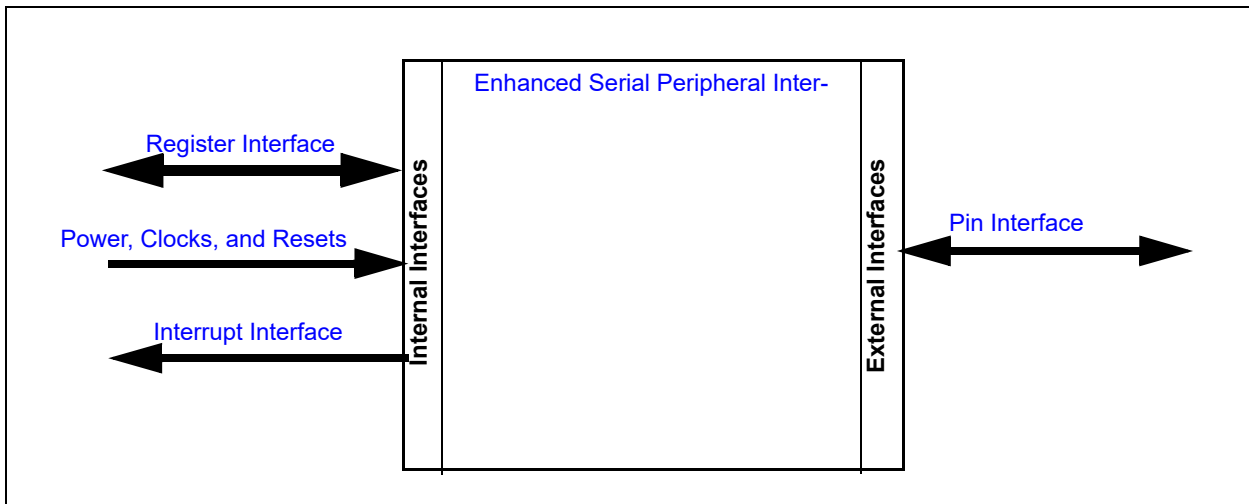 Enhanced Serial Peripheral Inter-
Register Interface
Power, Clocks, and Resets
Interrupt Interface
Internal Interfaces
External Interfaces
Pin Interface